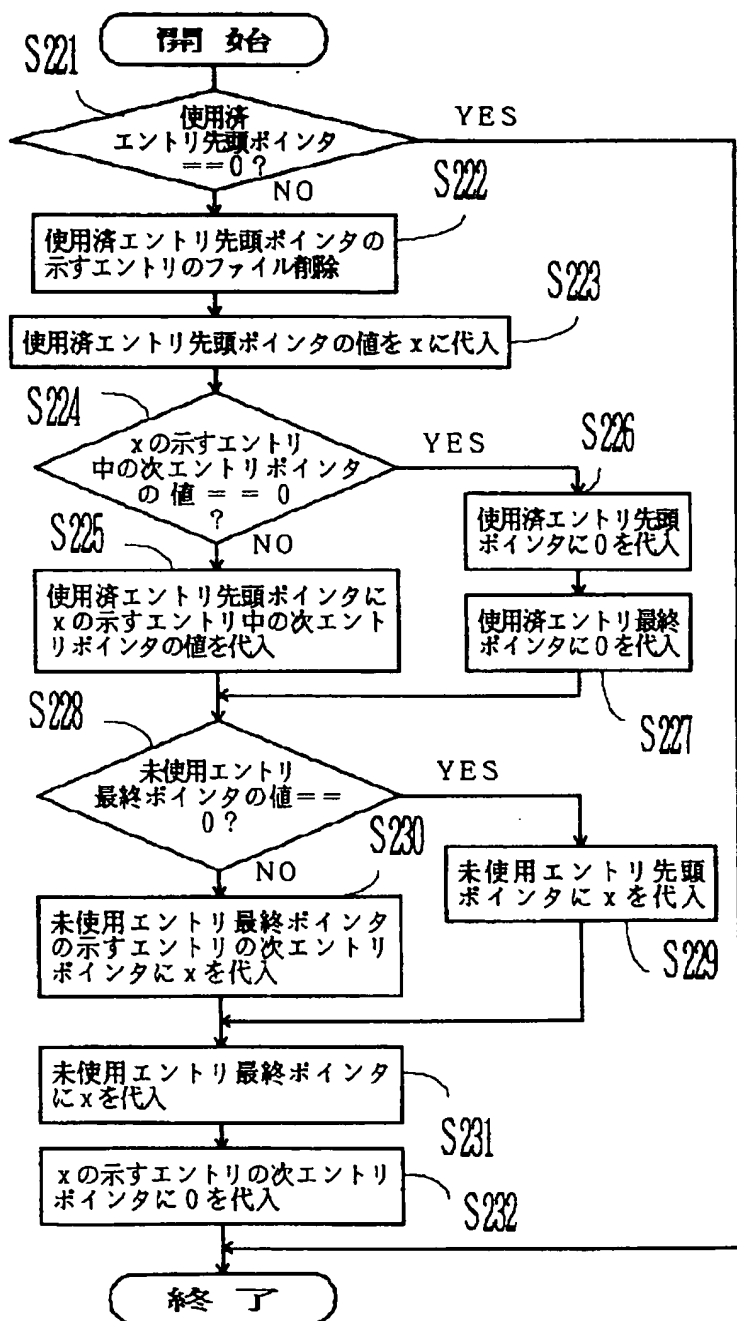 開始
S221
使用済
エントリ先頭ポインタ
==0?
YES
NO
S222
使用済エントリ先頭ポインタの
示すエントリのファイル削除
S223
使用済エントリ先頭ポインタの値をxに代入
S224
xの示すエントリ
中の次エントリポインタ
の値==0
?
YES
NO
S226
使用済エントリ先頭
ポインタに0を代入
S225
使用済エントリ先頭ポインタに
xの示すエントリ中の次エント
リポインタの値を代入
使用済エントリ最終
ポインタに0を代入
S227
S228
未使用エントリ
最終ポインタの値==
0?
YES
NO
S230
未使用エントリ先頭
ポインタにxを代入
S229
未使用エントリ最終ポインタ
の示すエントリの次エントリ
ポインタにxを代入
未使用エントリ最終ポインタ
にxを代入
S231
xの示すエントリの次エントリ
ポインタに0を代入
S232
終了